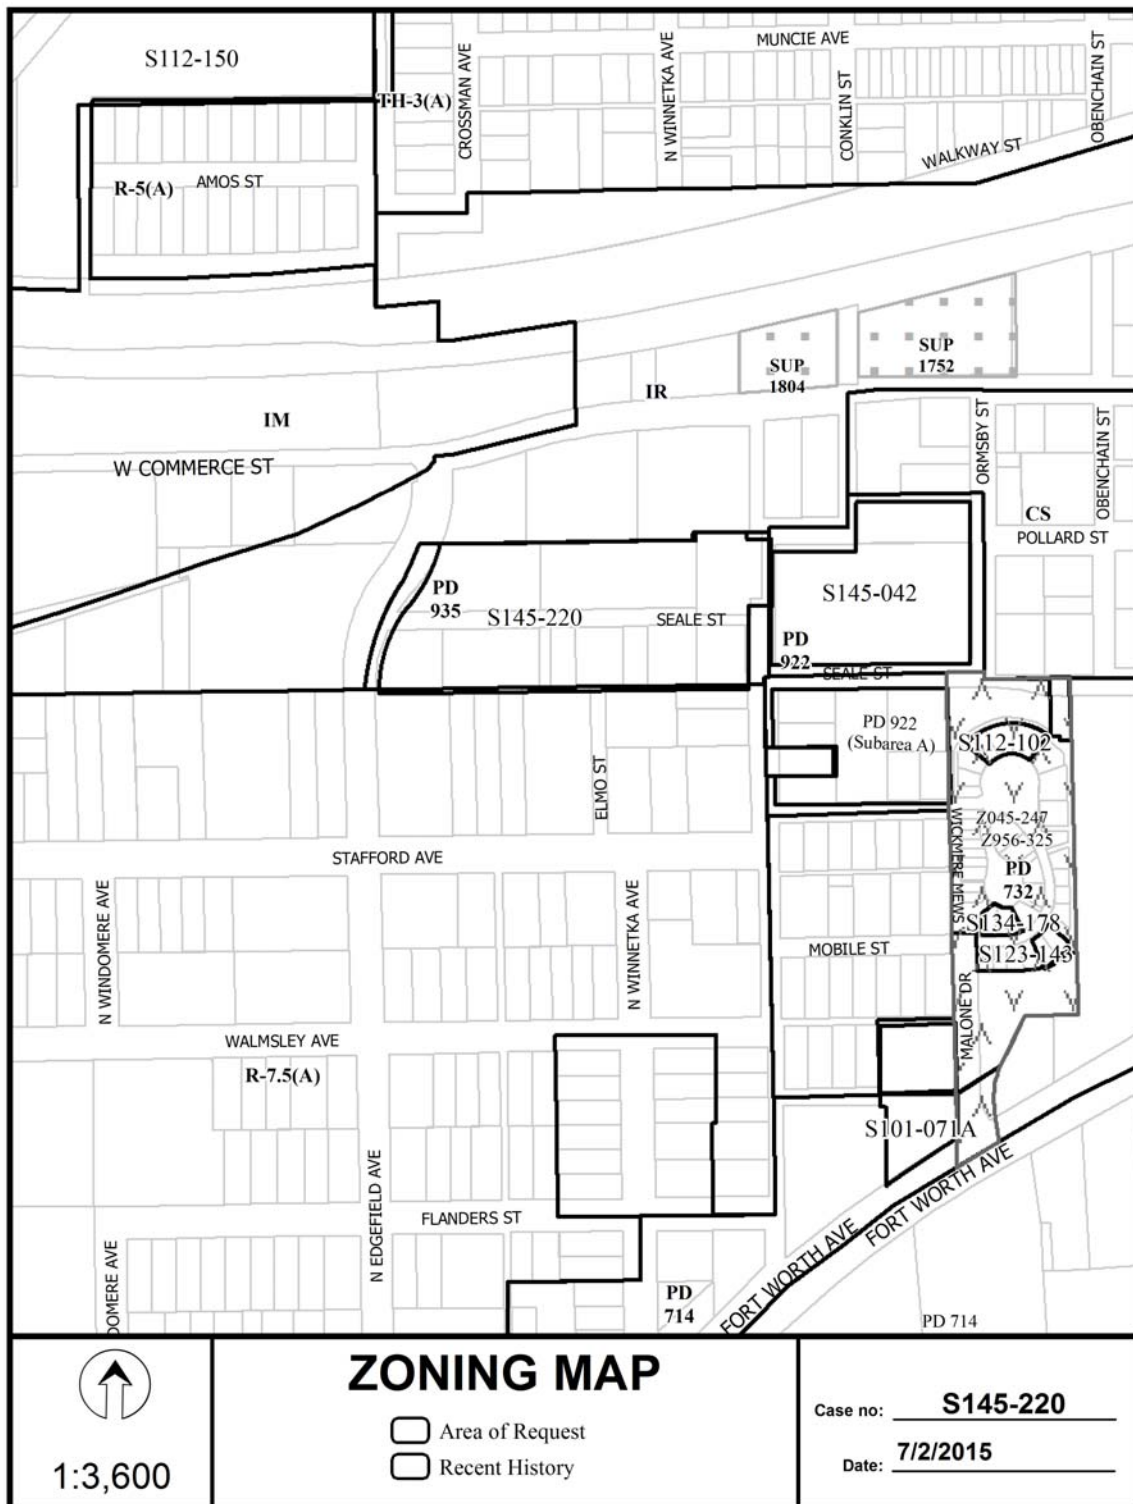 S112-150
MUNCIE AVE
OBENCHAIN ST
CROSSMAN AVE
N WINNETKA AVE
CONKLIN ST
TH-3(A)
WALKWAY ST
R-5(A)
AMOS ST
SUP
1752
SUP
1804
IR
IM
ORMSBY ST
OBENCHAIN ST
W COMMERCE ST
CS
POLLARD ST
PD
935
S145-220
SEALE ST
S145-042
PD
922
SEALE ST
PD 922
(Subarea A)
S112-102
ELMO ST
Z045-247
Z956-325
WICKMERE MEWS
STAFFORD AVE
PD
732
N WINDOMERE AVE
N WINNETKA AVE
S134-178
MOBILE ST
S123-143
MALONE DR
WALMSLEY AVE
R-7.5(A)
S101-071A
N EDGEFIELD AVE
FLANDERS ST
FORT WORTH AVE
FORT WORTH AVE
DOMERE AVE
PD
714
PD 714
ZONING MAP
Area of Request
Recent History
1:3,600
Case no: S145-220
Date: 7/2/2015